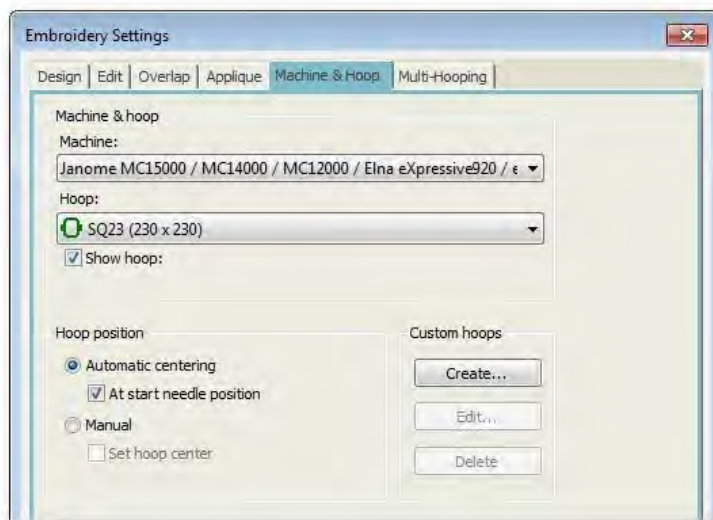 Embroidery Settings
Design Edit Overlap Applique Machine & Hoop Multi-Hooping
Machine & hoop
Machine:
Janome MC15000 / MC14000 / MC12000 / Elna eXpressive920 / e
Hoop:
SQ23 (230 x 230)
Show hoop:
Hoop position
Automatic centering
At start needle position
Manual
Set hoop center
Custom hoops
Create...
Edit...
Delete